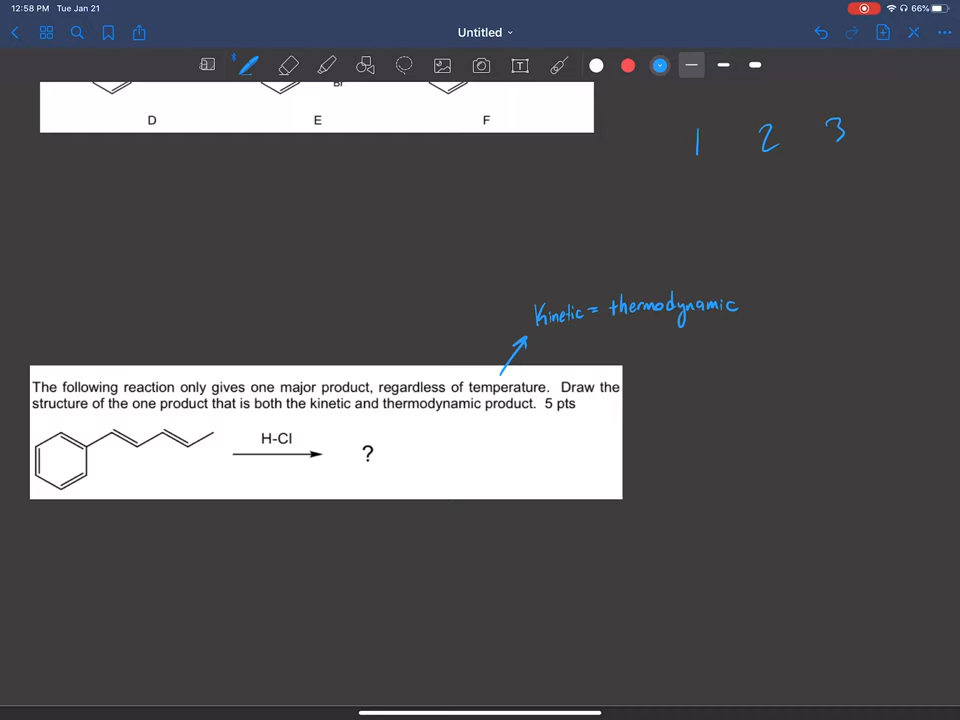 12:58 PM Tue Jan 21
66%
Untitled
T
Br
D E F
1 2 3
Kinetic = thermodynamic
The following reaction only gives one major product, regardless of temperature. Draw the
structure of the one product that is both the kinetic and thermodynamic product. 5 pts
H-Cl
?